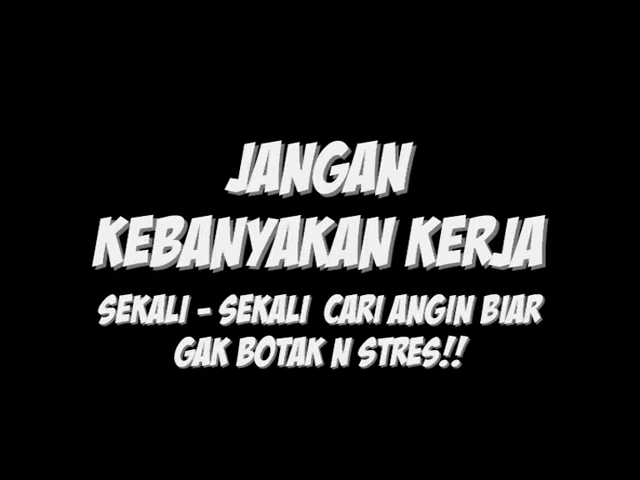 JANGAN
KEBANYAKAN KERJA
SEKALI - SEKALI CARI ANGIN BIAR
GAK BOTAK N STRES!!